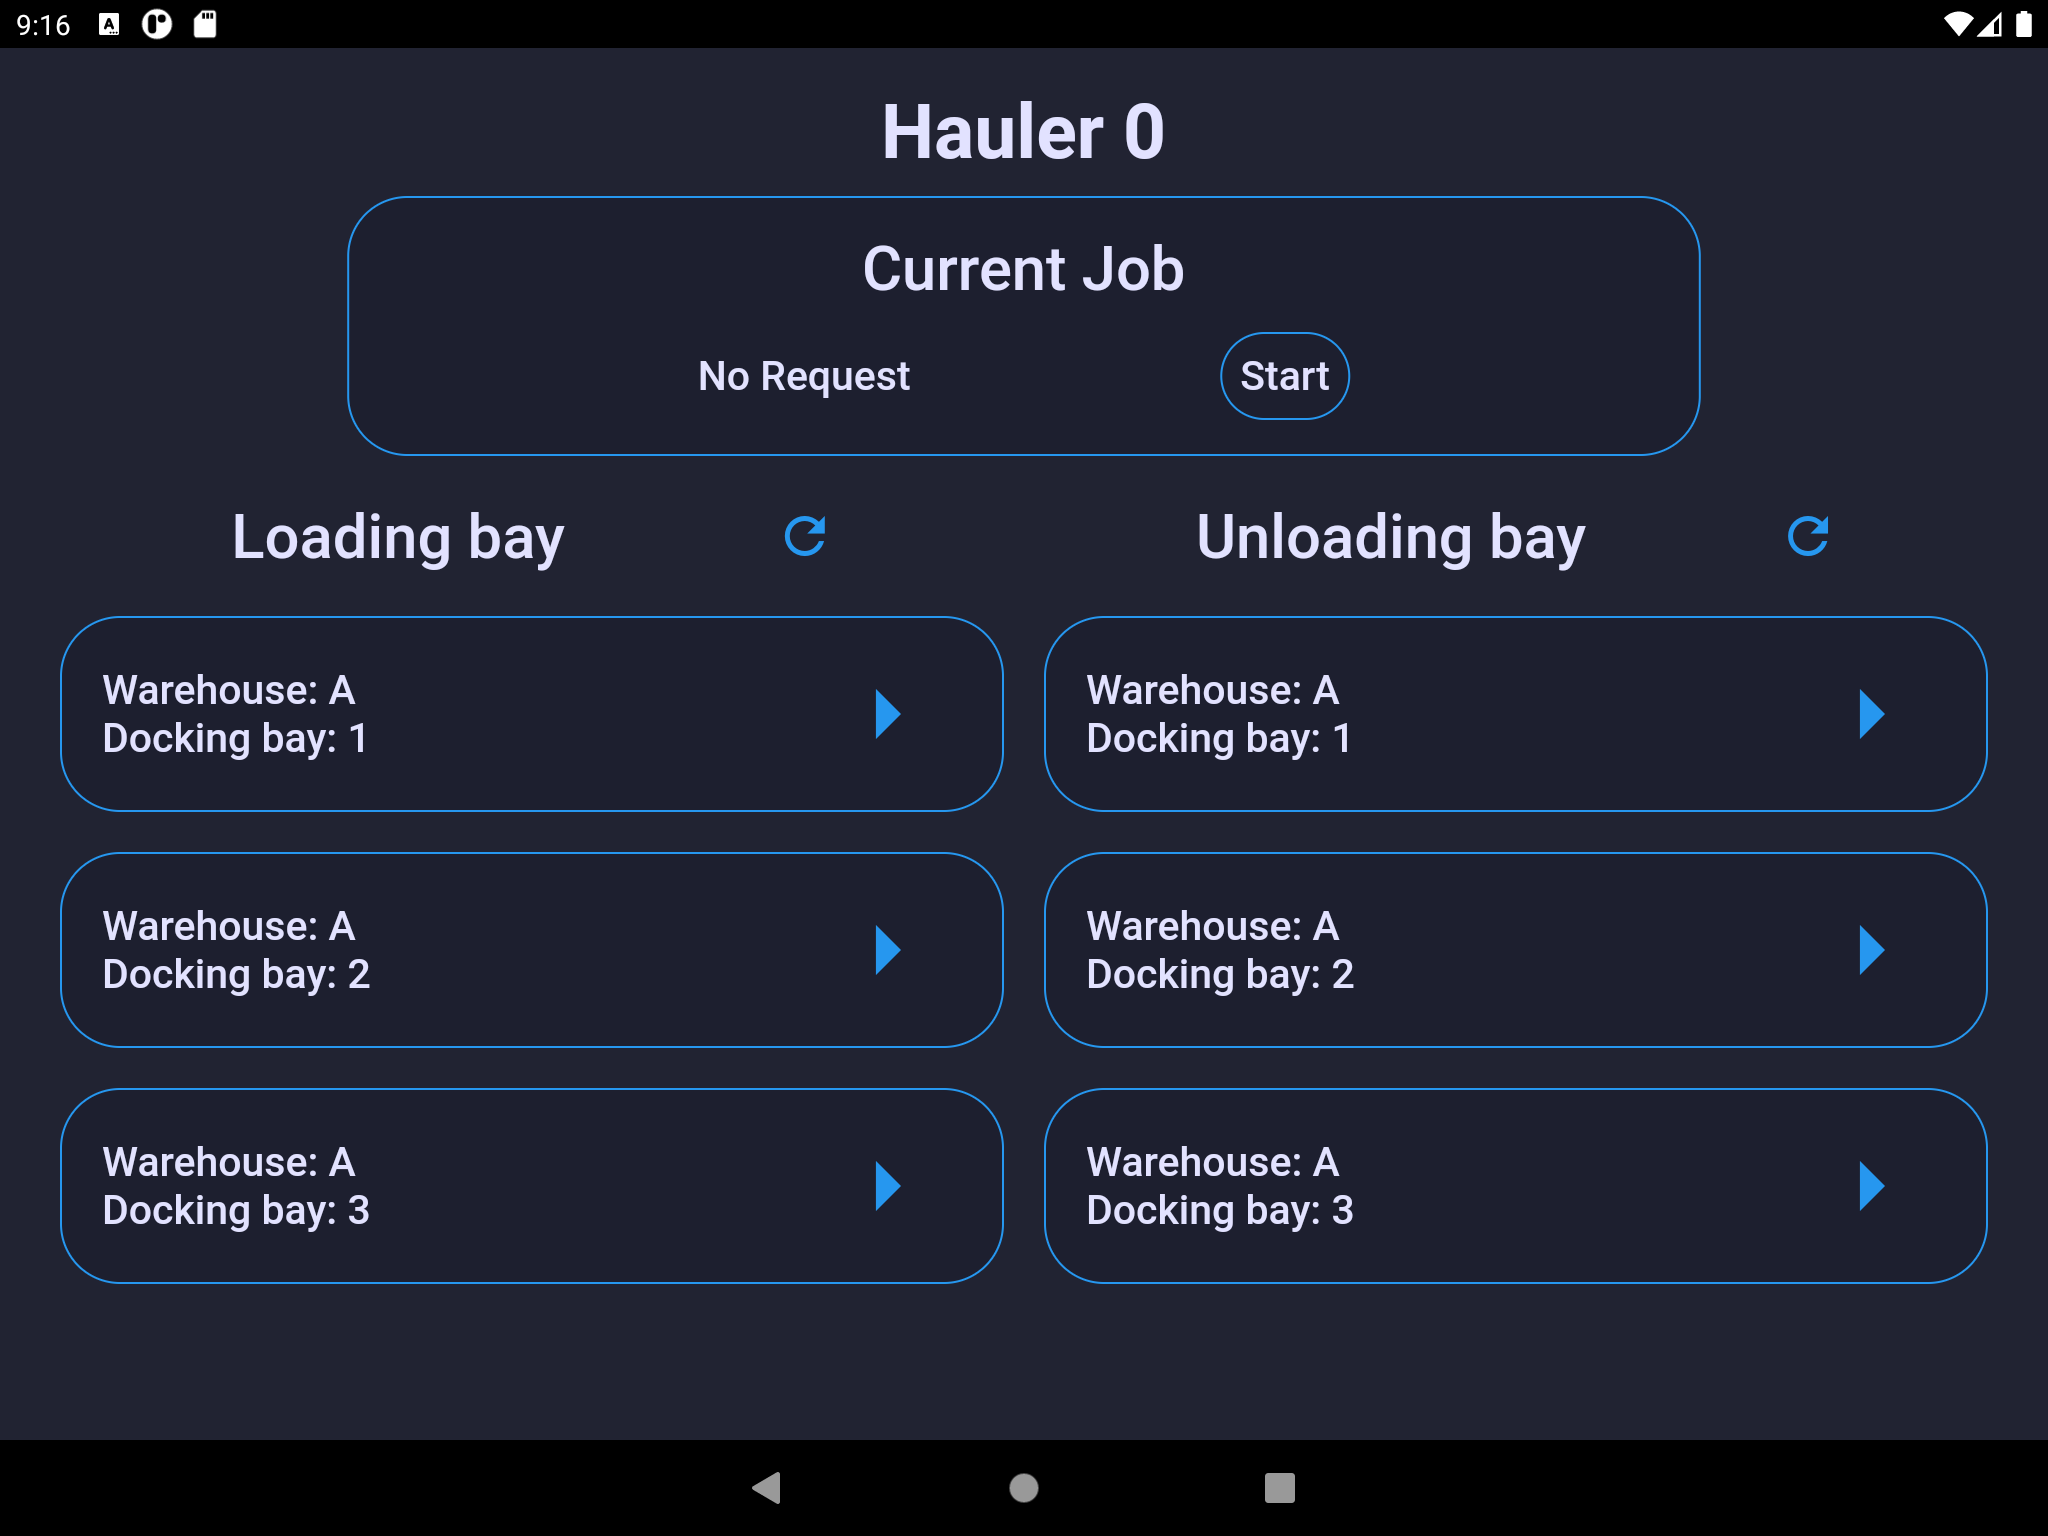 9:16
Hauler 0
Current Job
No Request
Start
Loading bay
Unloading bay
Warehouse: A
Docking bay: 1
Warehouse: A
Docking bay: 1
Warehouse: A
Docking bay: 2
Warehouse: A
Docking bay: 2
Warehouse: A
Docking bay: 3
Warehouse: A
Docking bay: 3